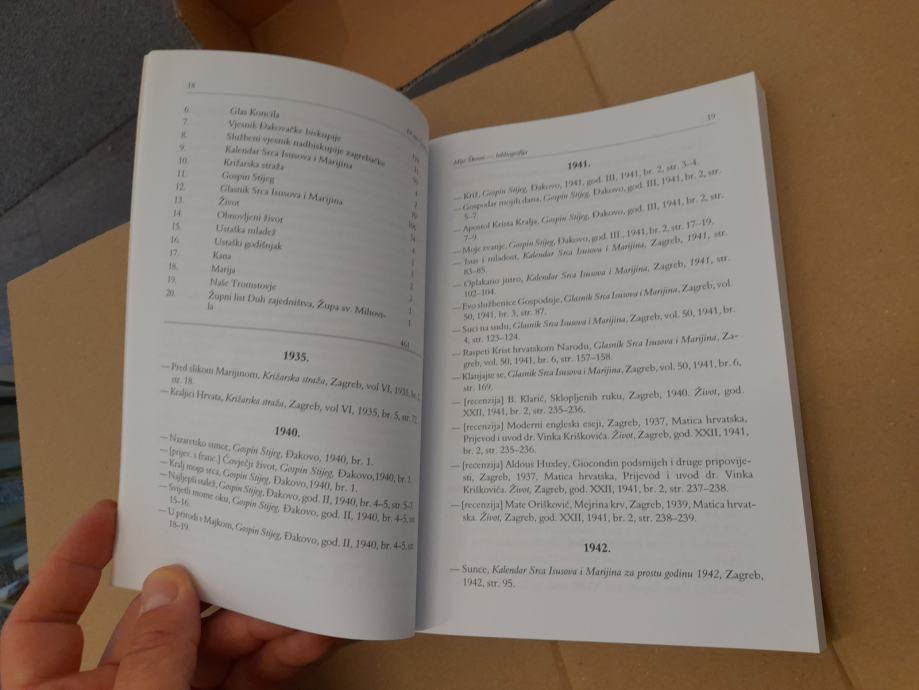 18
6. Glas Koncila
7. Vjesnik Đakovačke biskupije
8. Službeni vjesnik nadbiskupije zagrebačke
9. Kalendar Srca Isusova i Marijina
10. Križarska straža
11. Gospin Stijeg
12. Glasnik Srca Isusova i Marijina
13. Život
14. Obnovljeni život
15. Ustaška mladež
16. Ustaški godišnjak
17. Kana
18. Marija
19. Naše Tromstovje
20. Župni list Duh zajedništva, Župa sv. Mihovi-
la
461
1935.
— Pred slikom Marijinom, Križarska straža, Zagreb, vol VI, 1935, br.
str. 18.
— Kraljici Hrvata, Križarska straža, Zagreb, vol VI, 1935, br. 5, str. 72
1940.
— Nazaretsko sunce, Gospin Stijeg, Đakovo, 1940, br. 1.
— [prijev. s franc.] Čovječji život, Gospin Stijeg, Đakovo,1940, br. 1.
— Kralj moga srca, Gospin Stijeg, Đakovo,1940, br. 1.
— Najljepši stalež, Gospin Stijeg, Đakovo, god. II, 1940, br. 4–5, str. 5–7.
— Svijetli mome oku, Gospin Stijeg, Đakovo, god. II, 1940, br. 4–5, str.
15–16.
— U prirodi s Majkom, Gospin Stijeg, Đakovo, god. II, 1940, br. 4–5, str.
18–19.
19
Mijo Škvorc — bibliografija
1941.
— Križ, Gospin Stijeg, Đakovo, 1941, god. III, 1941, br. 2, str. 3–4.
— Gospodar mojih dana, Gospin Stijeg, Đakovo, god. III, 1941, br. 2, str.
5–7.
— Apostol Krista Kralja, Gospin Stijeg, Đakovo, god. III, 1941, br. 2, str.
7–9.
— Moje zvanje, Gospin Stijeg, Đakovo, god. III., 1941, br. 2, str. 17–19.
— Isus i mladost, Kalendar Srca Isusova i Marijina, Zagreb, 1941, str.
83–85.
— Oplakano jutro, Kalendar Srca Isusova i Marijina, Zagreb, 1941, str.
102–104.
— Evo službenice Gospodnje, Glasnik Srca Isusova i Marijina, Zagreb, vol.
50, 1941, br. 3, str. 87.
— Suci na sudu, Glasnik Srca Isusova i Marijina, Zagreb, vol. 50, 1941, br.
4, str. 123–124.
— Raspeti Krist hrvatskom Narodu, Glasnik Srca Isusova i Marijina, Za-
greb, vol. 50, 1941, br. 6, str. 157–158.
— Klanjajte se, Glasnik Srca Isusova i Marijina, Zagreb, vol. 50, 1941, br. 6,
str. 169.
— [recenzija] B. Klarić, Sklopljenih ruku, Zagreb, 1940. Život, god.
XXII, 1941, br. 2, str. 235–236.
— [recenzija] Moderni engleski eseji, Zagreb, 1937, Matica hrvatska,
Prijevod i uvod dr. Vinka Kriškovića. Život, Zagreb, god. XXII, 1941,
br. 2, str. 235–236.
— [recenzija] Aldous Huxley, Giocondin podsmijeh i druge pripovije-
sti, Zagreb, 1937, Matica hrvatska, Prijevod i uvod dr. Vinka
Kriškovića. Život, Zagreb, god. XXII, 1941, br. 2, str. 237–238.
— [recenzija] Mate Orišković, Mejrina krv, Zagreb, 1939, Matica hrvat-
ska. Život, Zagreb, god. XXII, 1941, br. 2, str. 238–239.
1942.
— Sunce, Kalendar Srca Isusova i Marijina za prostu godinu 1942, Zagreb,
1942, str. 95.